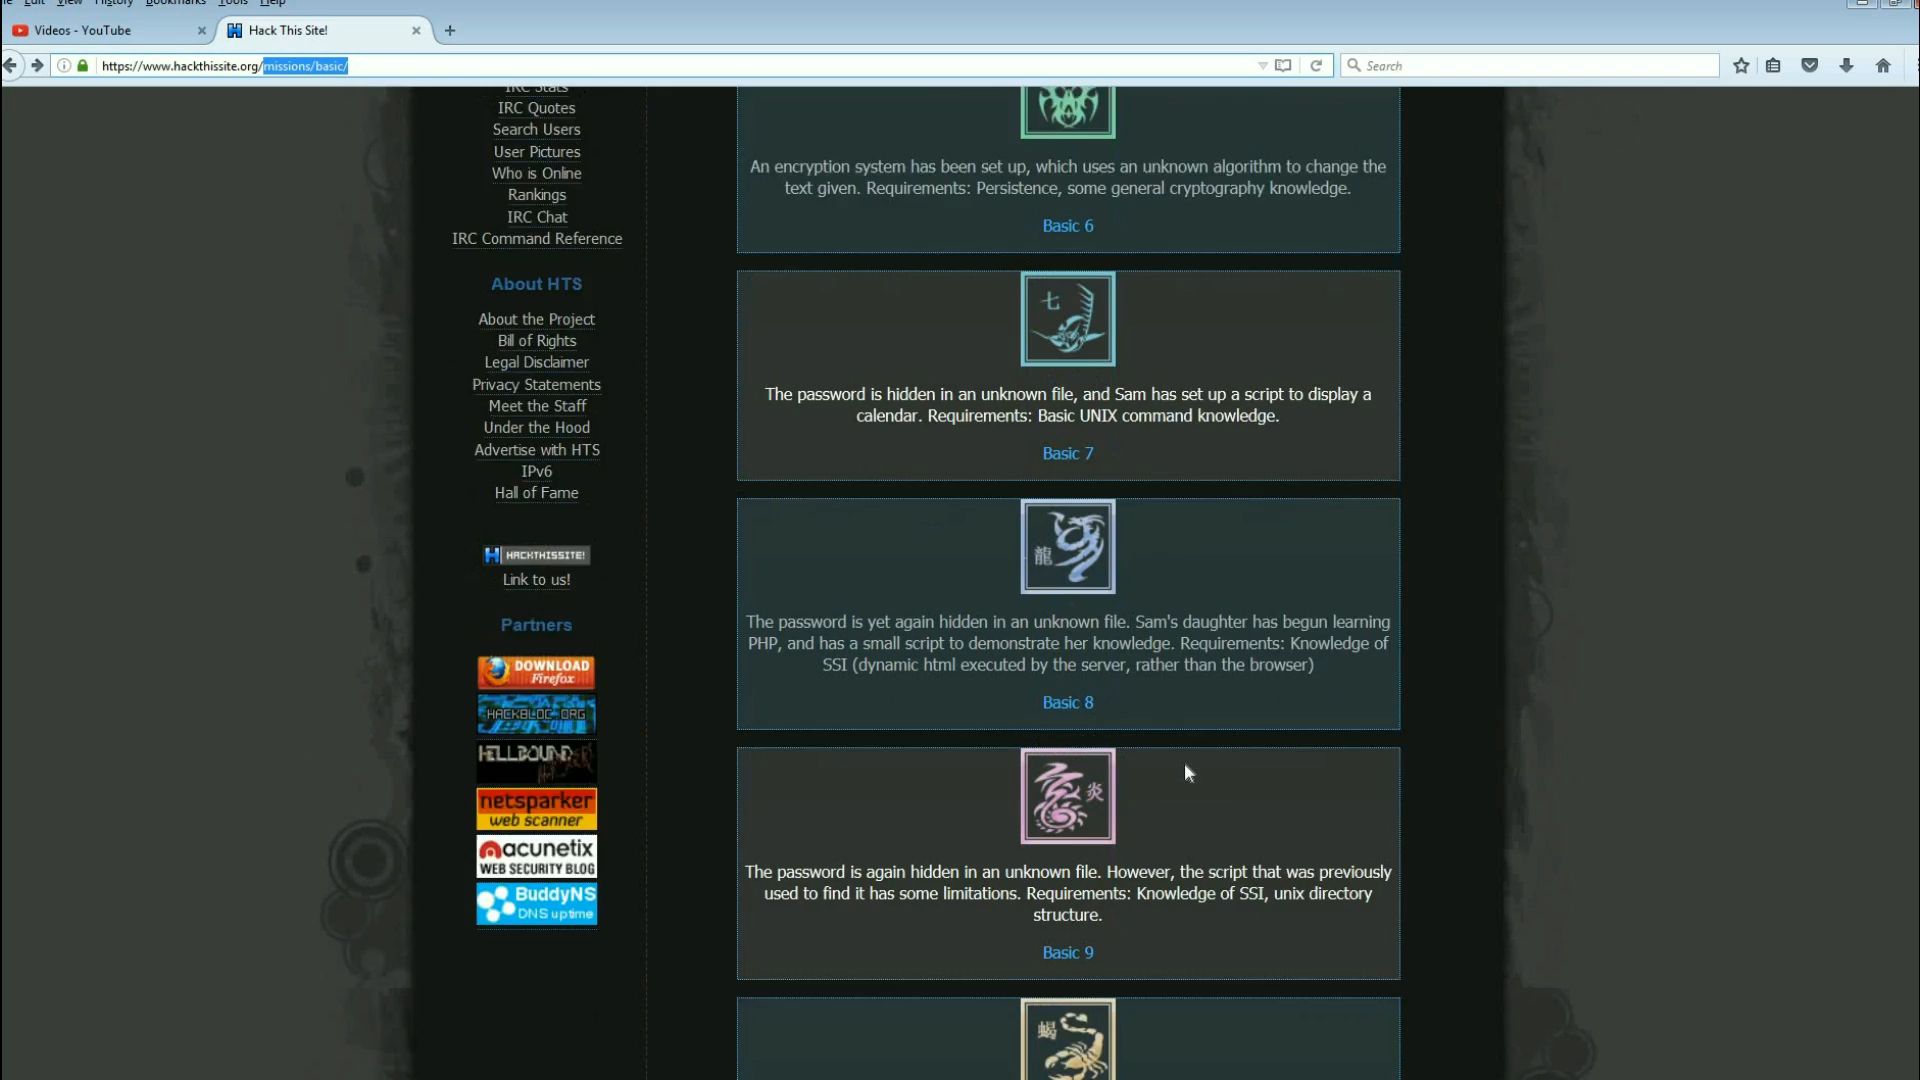 Edit View History Bookmarks Tools Help
Videos - YouTube
Hack This Site!
https://www.hackthissite.org/missions/basic/
Search
IRC Stats
IRC Quotes
Search Users
User Pictures
Who is Online
Rankings
IRC Chat
IRC Command Reference
About HTS
About the Project
Bill of Rights
Legal Disclaimer
Privacy Statements
Meet the Staff
Under the Hood
Advertise with HTS
IPv6
Hall of Fame
HACKTHISSITE!
Link to us!
Partners
DOWNLOAD
Firefox
HACKBLOC.ORG
HELLBOUND
netsparker
web scanner
acunetix
WEB SECURITY BLOG
BuddyNS
DNS uptime
An encryption system has been set up, which uses an unknown algorithm to change the
text given. Requirements: Persistence, some general cryptography knowledge.
Basic 6
七
The password is hidden in an unknown file, and Sam has set up a script to display a
calendar. Requirements: Basic UNIX command knowledge.
Basic 7
龍
The password is yet again hidden in an unknown file. Sam's daughter has begun learning
PHP, and has a small script to demonstrate her knowledge. Requirements: Knowledge of
SSI (dynamic html executed by the server, rather than the browser)
Basic 8
炎
The password is again hidden in an unknown file. However, the script that was previously
used to find it has some limitations. Requirements: Knowledge of SSI, unix directory
structure.
Basic 9
蝎